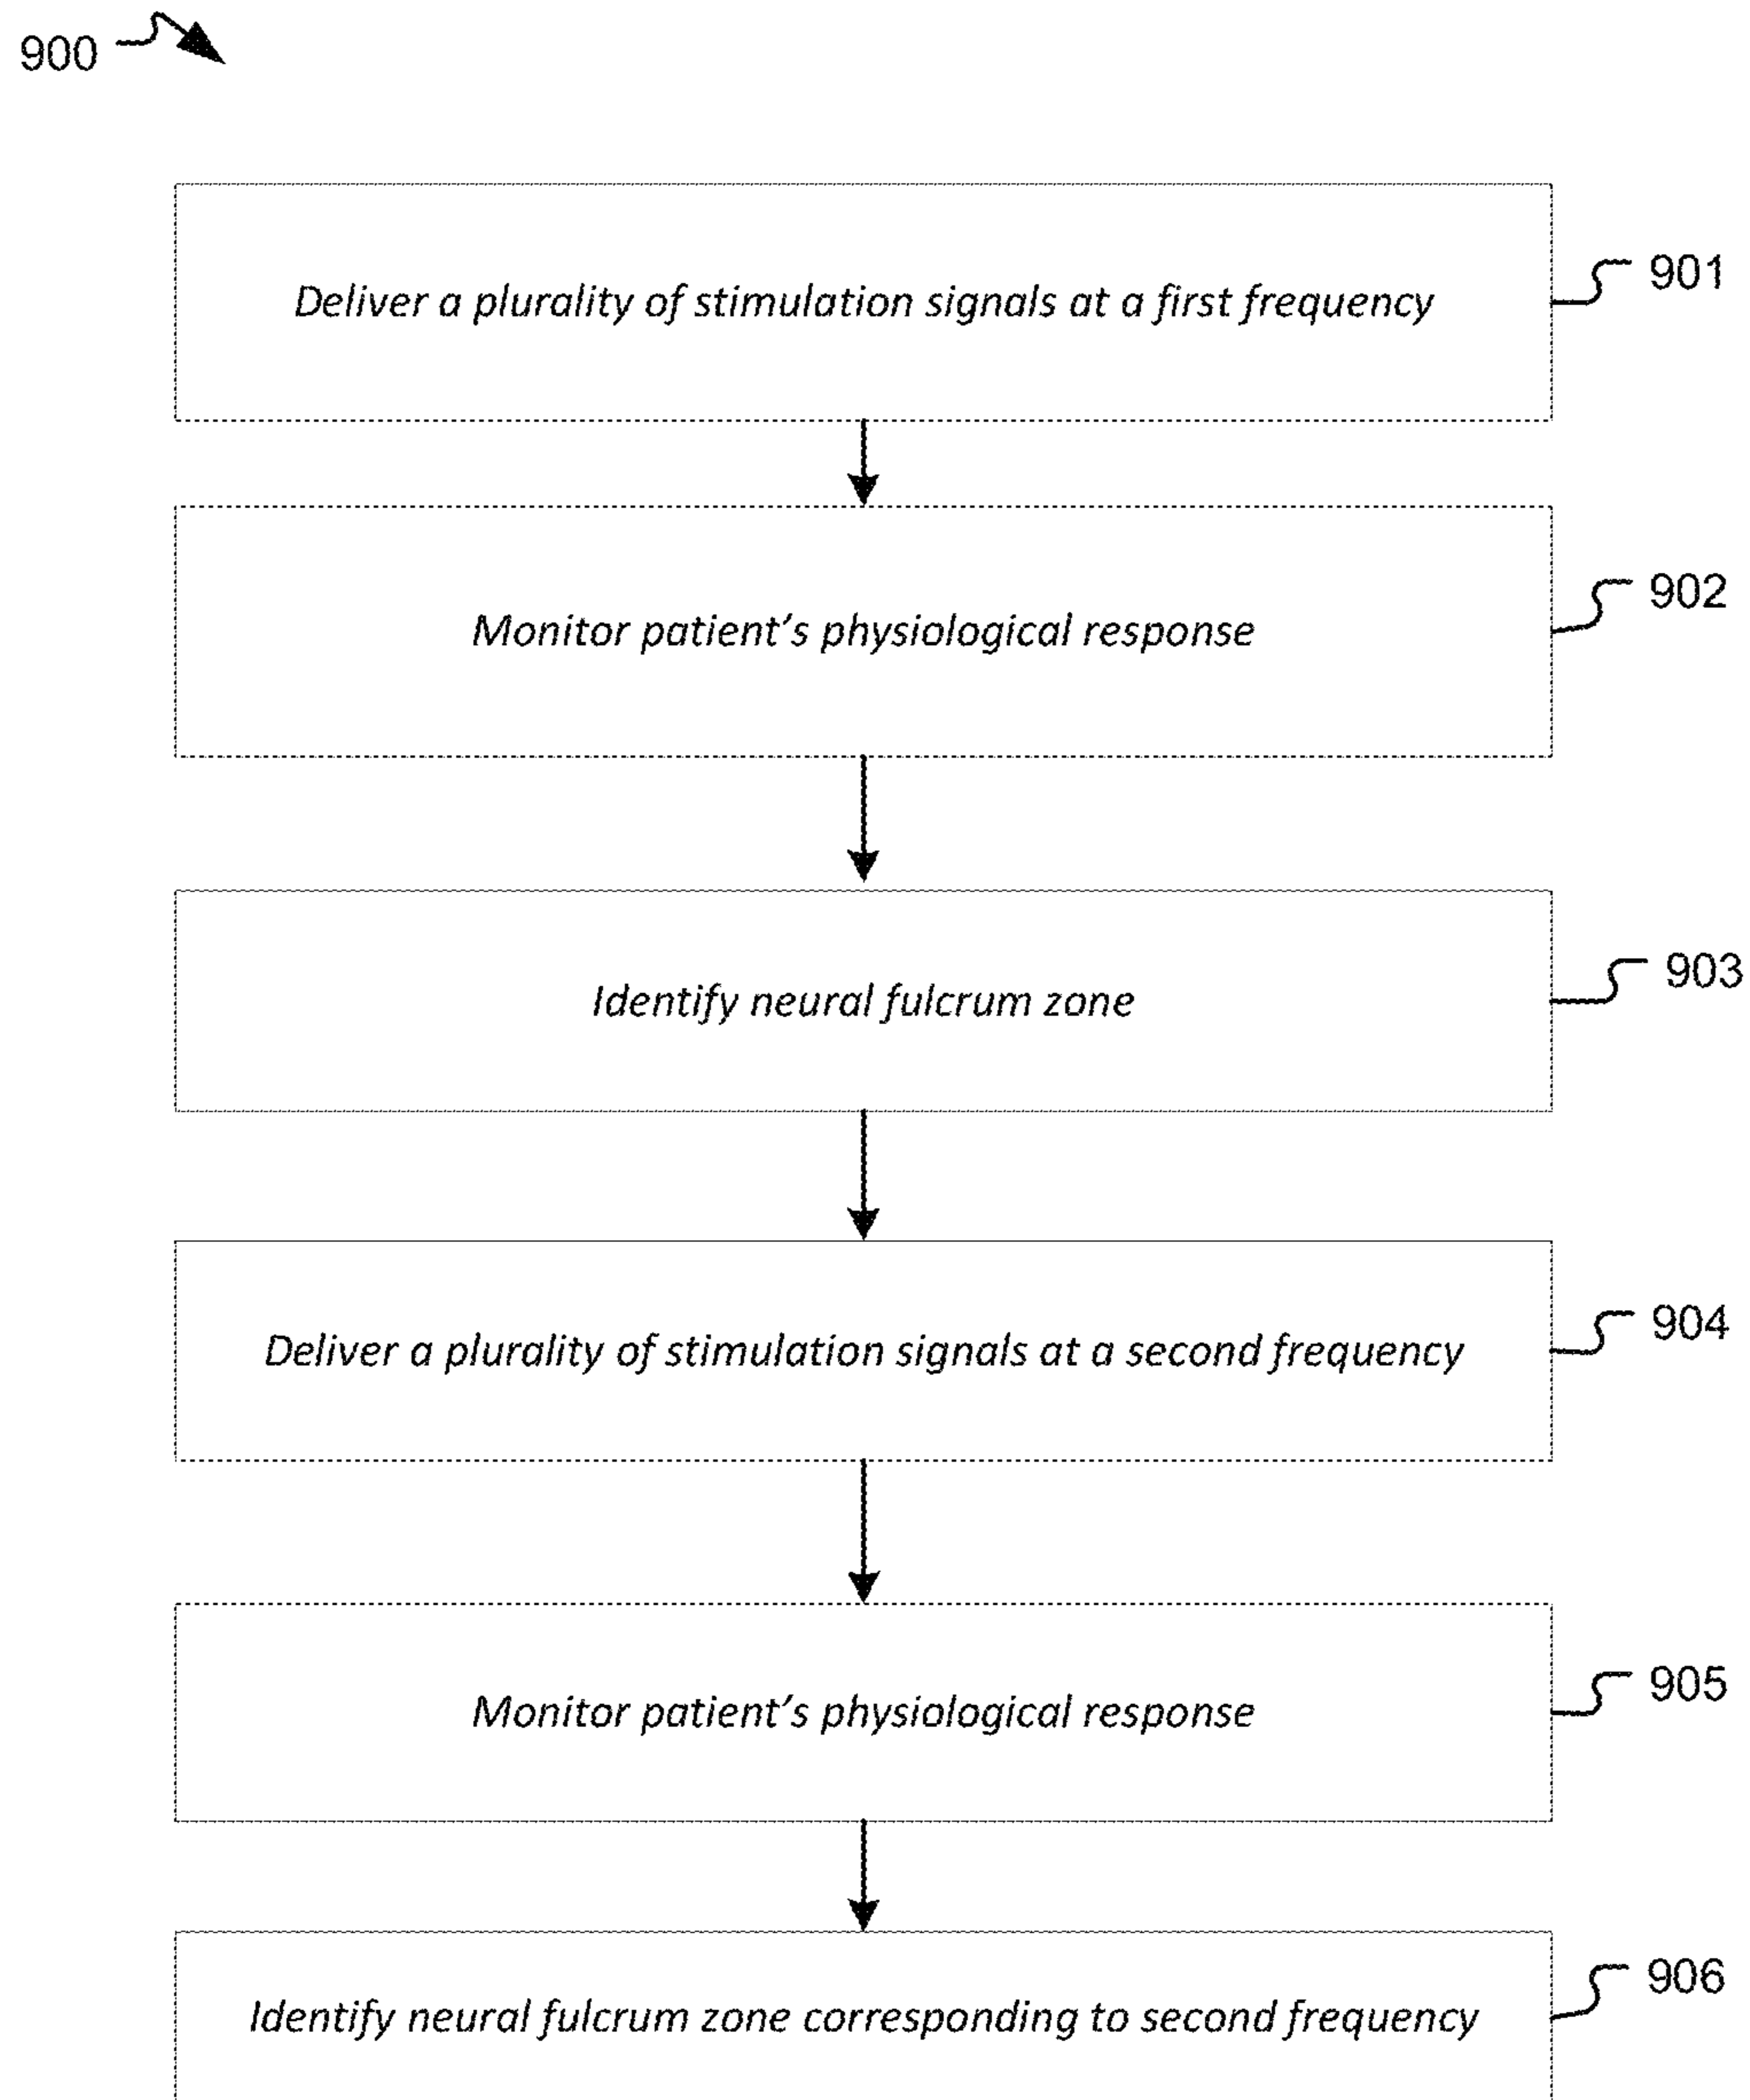 900
Deliver a plurality of stimulation signals at a first frequency
901
Monitor patient's physiological response
902
Identify neural fulcrum zone
903
Deliver a plurality of stimulation signals at a second frequency
904
Monitor patient's physiological response
905
Identify neural fulcrum zone corresponding to second frequency
906